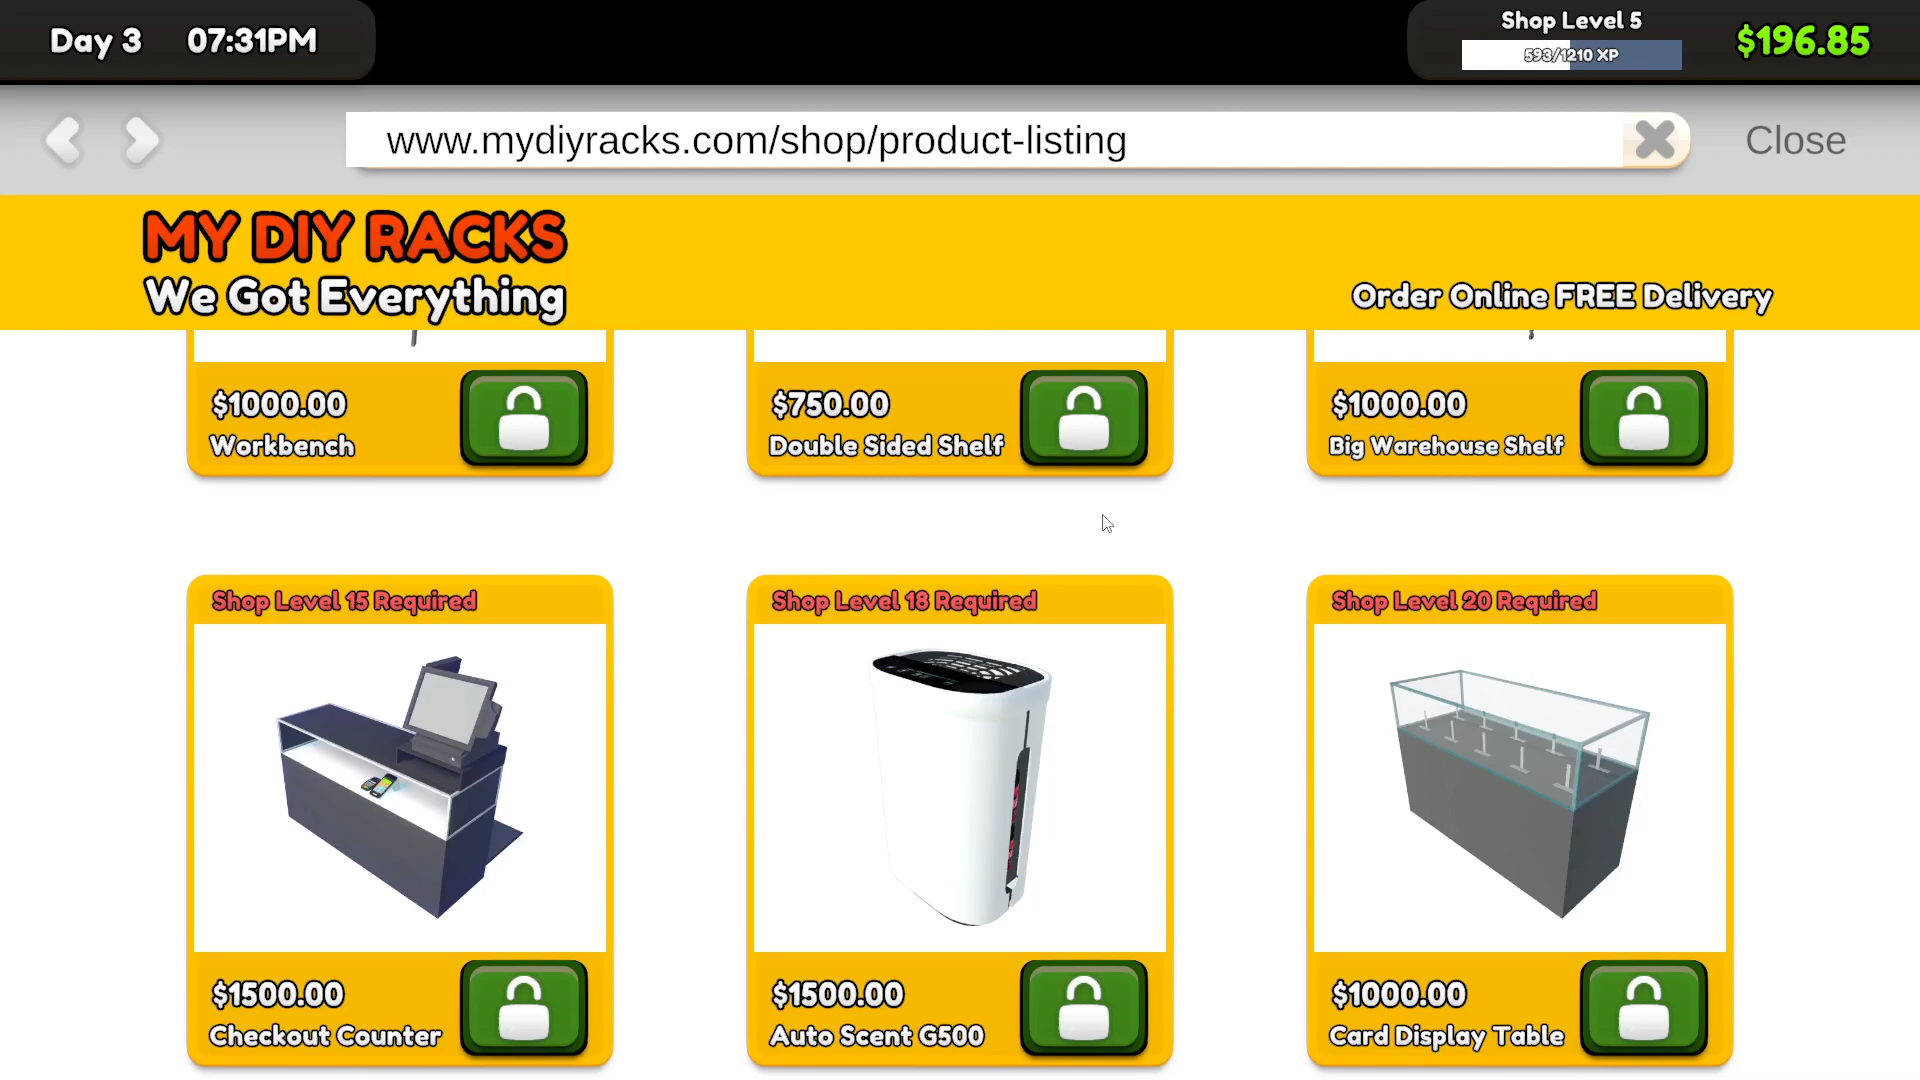 Day 3 07:31PM
Shop Level 5
593/1210 XP
$196.85
www.mydiyracks.com/shop/product-listing
Close
MY DIY RACKS
We Got Everything
Order Online FREE Delivery
$1000.00
Workbench
$750.00
Double Sided Shelf
$1000.00
Big Warehouse Shelf
Shop Level 15 Required
$1500.00
Checkout Counter
Shop Level 18 Required
$1500.00
Auto Scent G500
Shop Level 20 Required
$1000.00
Card Display Table